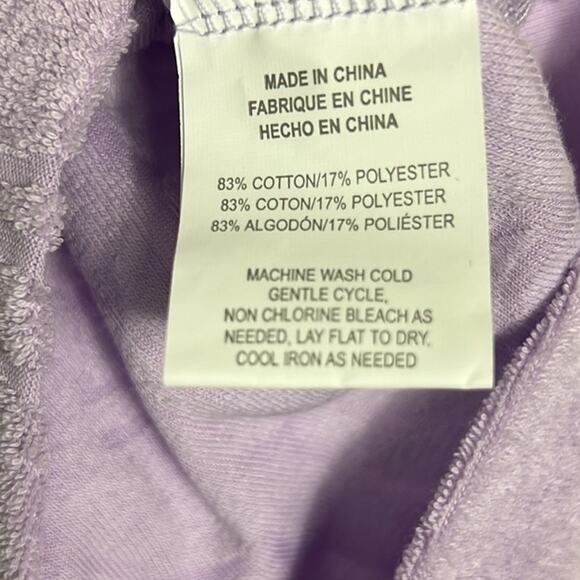 MADE IN CHINA
FABRIQUE EN CHINE
HECHO EN CHINA
83% COTTON/17% POLYESTER
83% COTON/17% POLYESTER
83% ALGODÓN/17% POLIÉSTER
MACHINE WASH COLD
GENTLE CYCLE,
NON CHLORINE BLEACH AS
NEEDED, LAY FLAT TO DRY,
COOL IRON AS NEEDED